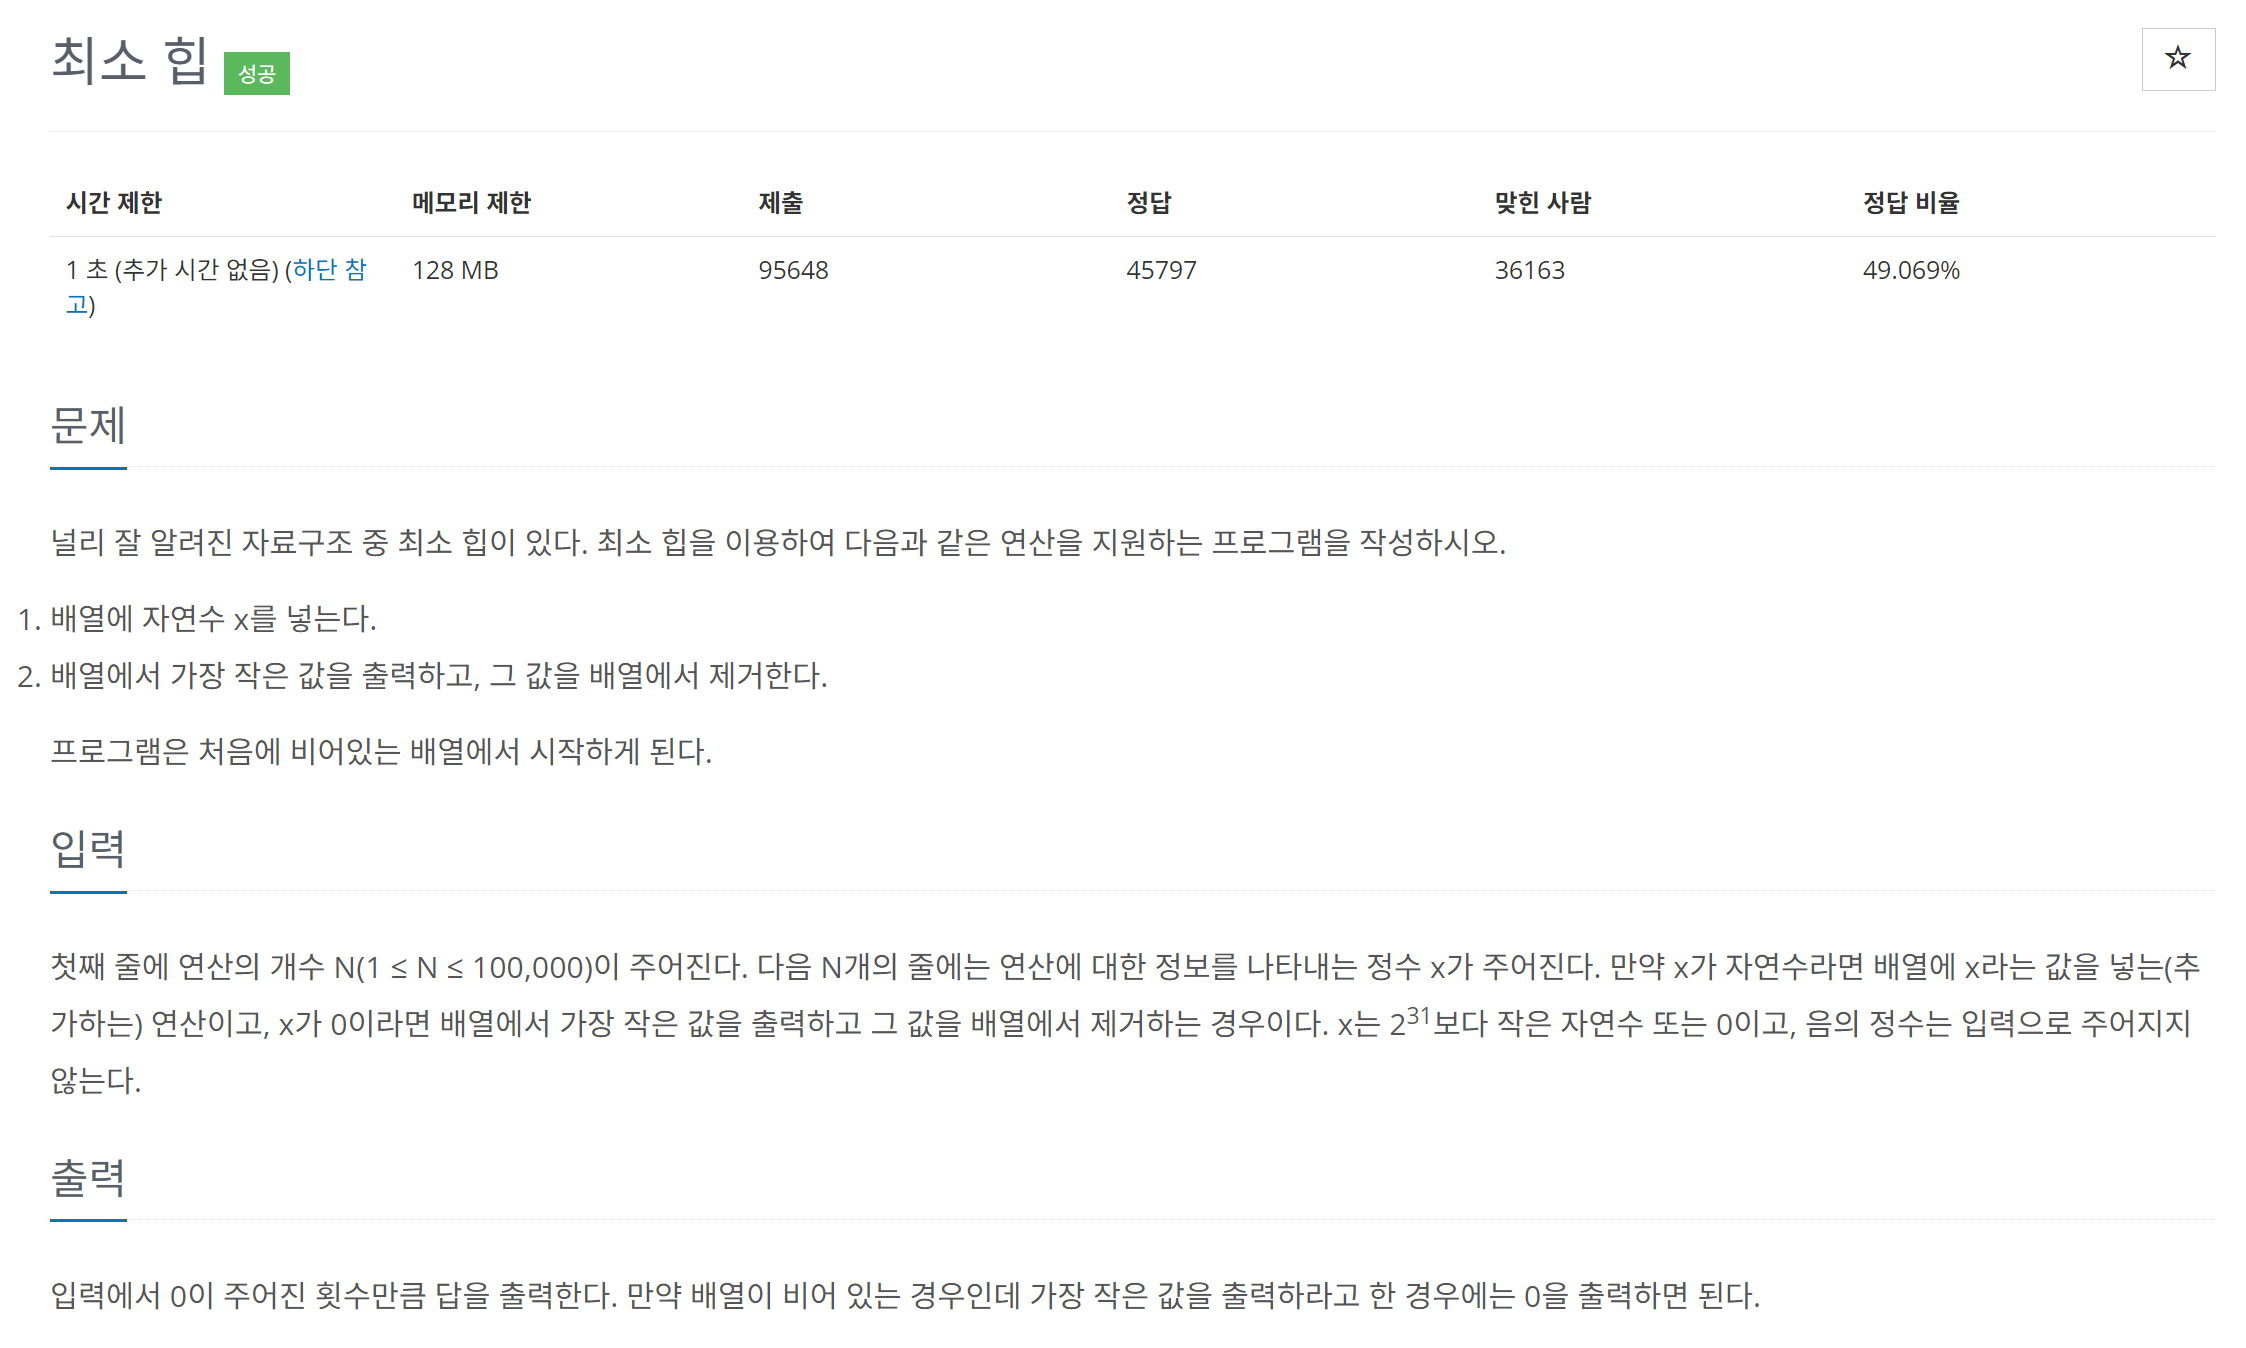 최소 힙 성공
☆
시간 제한 메모리 제한 제출 정답 맞힌 사람 정답 비율
1 초 (추가 시간 없음) (하단 참
고)
128 MB 95648 45797 36163 49.069%
문제
널리 잘 알려진 자료구조 중 최소 힙이 있다. 최소 힙을 이용하여 다음과 같은 연산을 지원하는 프로그램을 작성하시오.
1. 배열에 자연수 x를 넣는다.
2. 배열에서 가장 작은 값을 출력하고, 그 값을 배열에서 제거한다.
프로그램은 처음에 비어있는 배열에서 시작하게 된다.
입력
첫째 줄에 연산의 개수 N(1 ≤ N ≤ 100,000)이 주어진다. 다음 N개의 줄에는 연산에 대한 정보를 나타내는 정수 x가 주어진다. 만약 x가 자연수라면 배열에 x라는 값을 넣는(추
가하는) 연산이고, x가 0이라면 배열에서 가장 작은 값을 출력하고 그 값을 배열에서 제거하는 경우이다. x는 2³¹보다 작은 자연수 또는 0이고, 음의 정수는 입력으로 주어지지
않는다.
출력
입력에서 0이 주어진 횟수만큼 답을 출력한다. 만약 배열이 비어 있는 경우인데 가장 작은 값을 출력하라고 한 경우에는 0을 출력하면 된다.